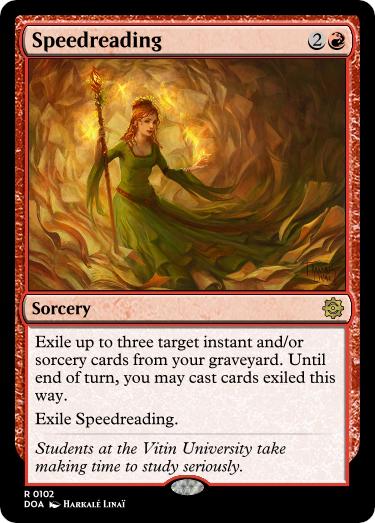 Speedreading 2
Sorcery
Exile up to three target instant and/or
sorcery cards from your graveyard. Until
end of turn, you may cast cards exiled this
way.
Exile Speedreading.
Students at the Vitin University take
making time to study seriously.
R 0102
DOA Harkalé Linaï